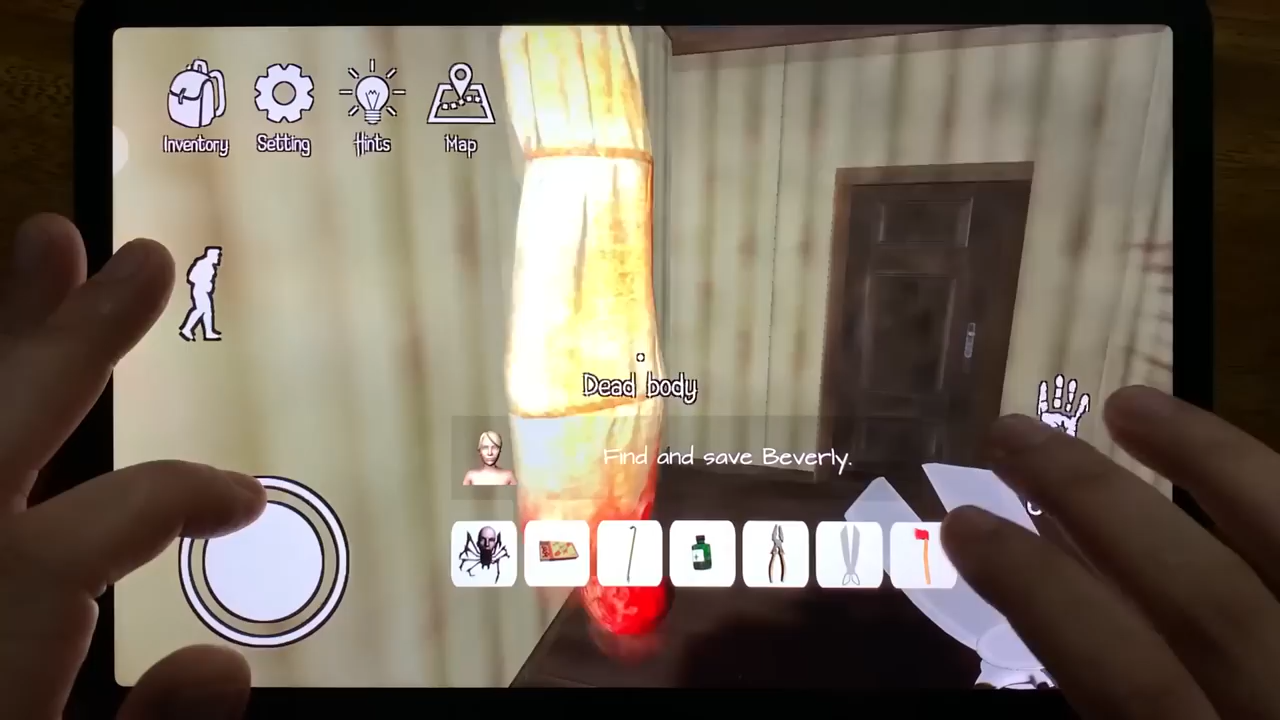 Inventory
Setting
Hints
Map
Dead body
Find and save Beverly.